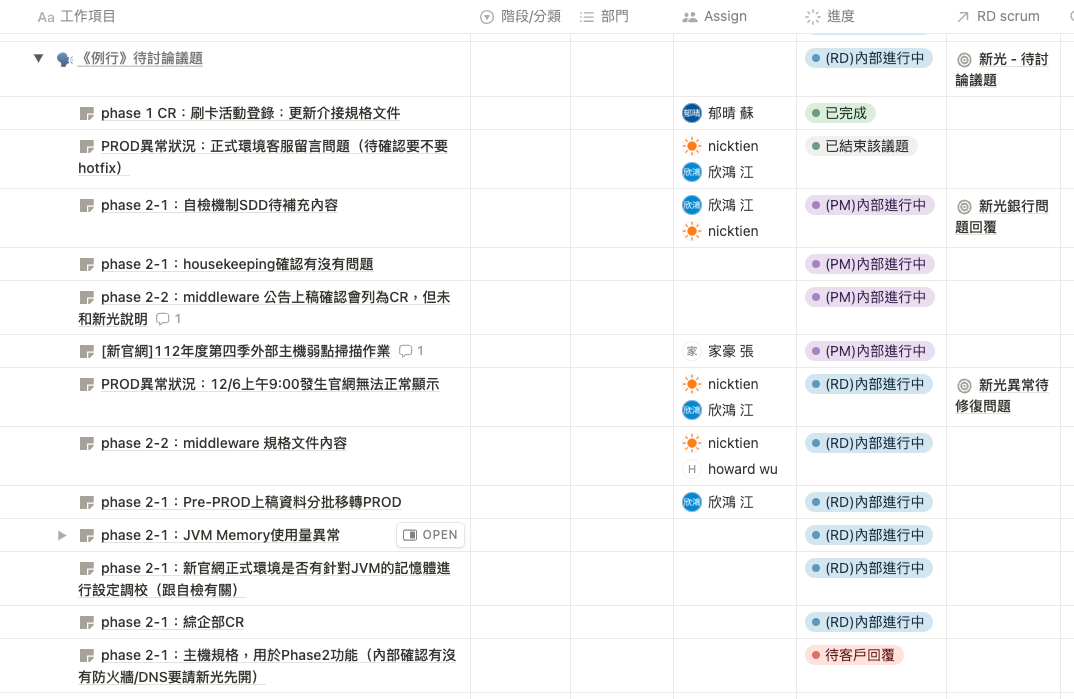 Aa 工作項目 階段/分類 部門 Assign 進度 RD scrum
《例行》待討論議題 (RD)內部進行中 新光 - 待討
論議題
phase 1 CR：刷卡活動登錄：更新介接規格文件 郁晴 郁晴 蘇 已完成
PROD異常狀況：正式環境客服留言問題（待確認要不要 nicktien 已結束該議題
hotfix） 欣鴻 欣鴻 江
phase 2-1：自檢機制SDD待補充內容 欣鴻 欣鴻 江 (PM)內部進行中 新光銀行問
nicktien 題回覆
phase 2-1：housekeeping確認有沒有問題 (PM)內部進行中
phase 2-2：middleware 公告上稿確認會列為CR，但未 (PM)內部進行中
和新光說明 1
[新官網]112年度第四季外部主機弱點掃描作業 1 家 家豪 張 (PM)內部進行中
PROD異常狀況：12/6上午9:00發生官網無法正常顯示 nicktien (RD)內部進行中 新光異常待
欣鴻 欣鴻 江 修復問題
phase 2-2：middleware 規格文件內容 nicktien (RD)內部進行中
H howard wu
phase 2-1：Pre-PROD上稿資料分批移轉PROD 欣鴻 欣鴻 江 (RD)內部進行中
phase 2-1：JVM Memory使用量異常 OPEN (RD)內部進行中
phase 2-1：新官網正式環境是否有針對JVM的記憶體進 (RD)內部進行中
行設定調校（跟自檢有關）
phase 2-1：綜企部CR (RD)內部進行中
phase 2-1：主機規格，用於Phase2功能（內部確認有沒 待客戶回覆
有防火牆/DNS要請新光先開）